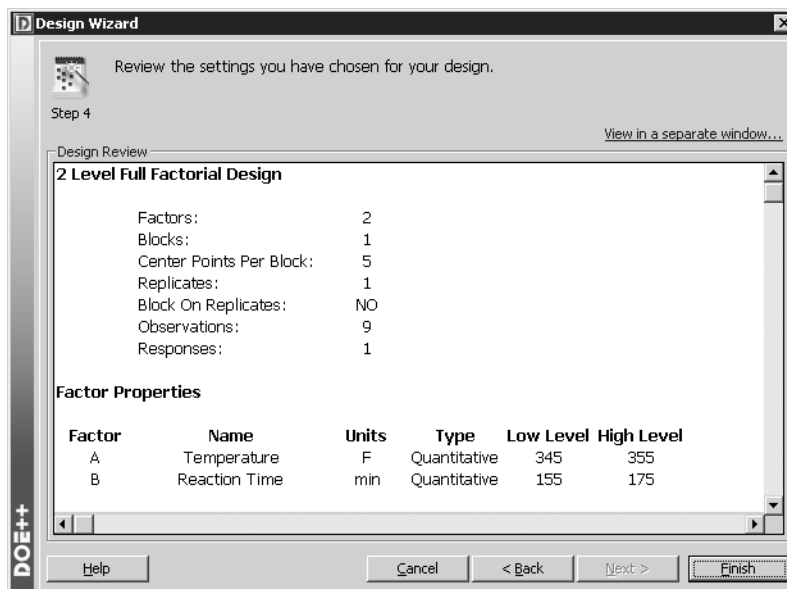 Design Wizard
Review the settings you have chosen for your design.
Step 4
View in a separate window...
Design Review
2 Level Full Factorial Design
Factors: 2
Blocks: 1
Center Points Per Block: 5
Replicates: 1
Block On Replicates: NO
Observations: 9
Responses: 1
Factor Properties
Factor Name Units Type Low Level High Level
A Temperature F Quantitative 345 355
B Reaction Time min Quantitative 155 175
DOE++
Help Cancel < Back Next > Finish